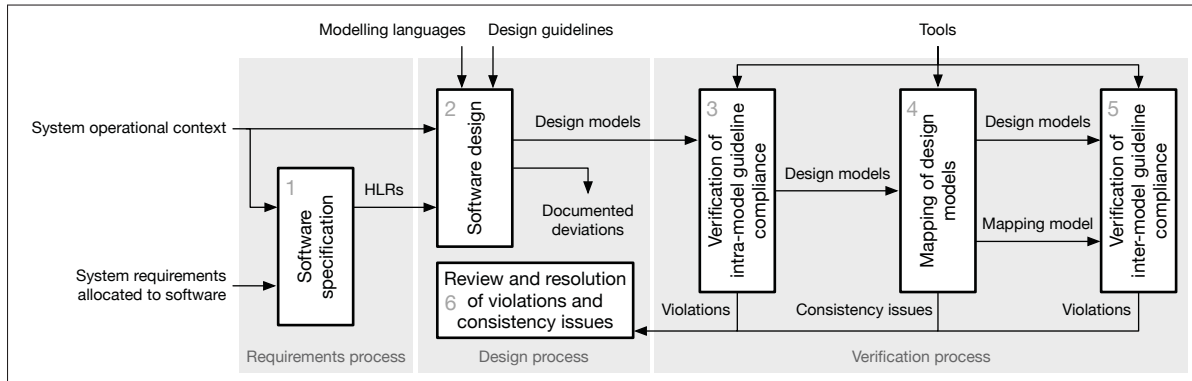 Modelling languages
Design guidelines
Tools
System operational context
1
Software
specification
HLRs
System requirements
allocated to software
Requirements process
2
Software design
Design models
Documented
deviations
6
Review and resolution
of violations and
consistency issues
Design process
3
Verification of
intra-model guideline
compliance
Design models
4
Mapping of design
models
Design models
Mapping model
5
Verification of
inter-model guideline
compliance
Violations
Consistency issues
Violations
Verification process